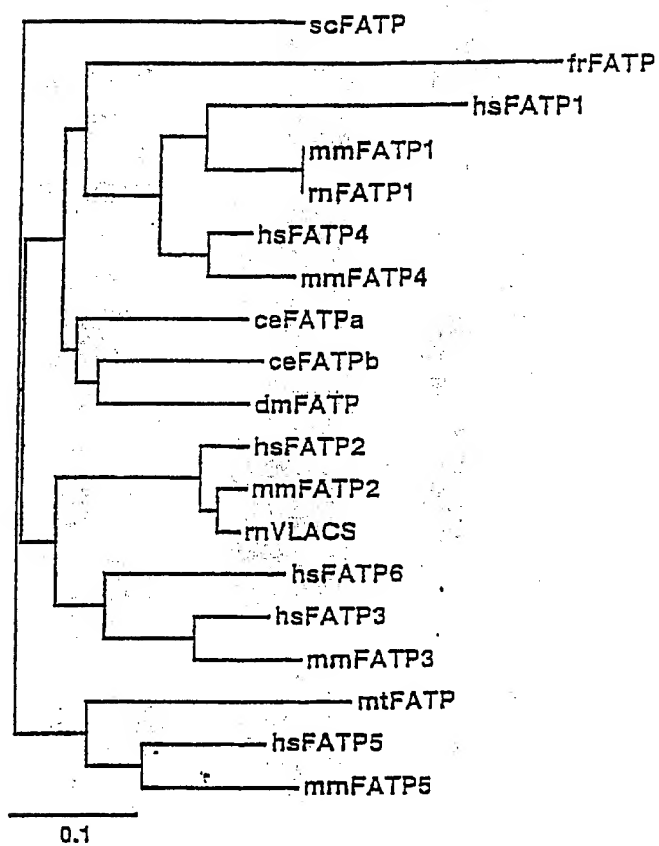 scFATP
frFATP
hsFATP1
mmFATP1
rnFATP1
hsFATP4
mmFATP4
ceFATPa
ceFATPb
dmFATP
hsFATP2
mmFATP2
rnVLACS
hsFATP6
hsFATP3
mmFATP3
mtFATP
hsFATP5
mmFATP5
0.1